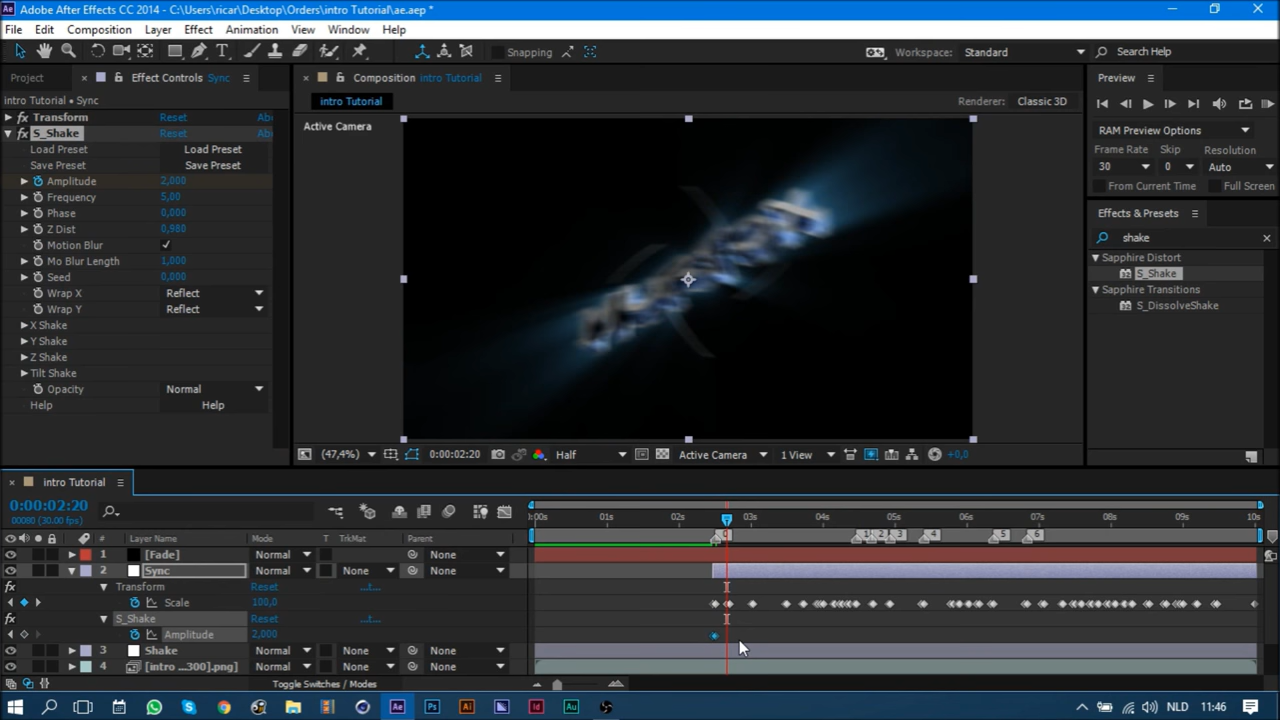 Adobe After Effects CC 2014 - C:\Users\ricar\Desktop\Orders\intro Tutorial\ae.aep *
File Edit Composition Layer Effect Animation View Window Help
Snapping Workspace: Standard Search Help
Project Effect Controls Sync Composition intro Tutorial Preview
intro Tutorial • Sync intro Tutorial Renderer: Classic 3D
Transform Reset Abo
S_Shake Reset Ab
Load Preset Load Preset
Save Preset Save Preset
Amplitude 2,000
Frequency 5,00
Phase 0,000
Z Dist 0,980
Motion Blur
Mo Blur Length 1,000
Seed 0,000
Wrap X Reflect
Wrap Y Reflect
X Shake
Y Shake
Z Shake
Tilt Shake
Opacity Normal
Help Help
Active Camera
RAM Preview Options
Frame Rate Skip Resolution
30 0 Auto
From Current Time Full Screen
Effects & Presets
shake
Sapphire Distort
S_Shake
Sapphire Transitions
S_DissolveShake
(47,4%) 0:00:02:20 Half Active Camera 1 View +0,0
intro Tutorial
0:00:02:20
00080 (30.00 fps)
:00s 01s 02s 03s 04s 05s 06s 07s 08s 09s 10s
# Layer Name Mode T TrkMat Parent
1 [Fade] Normal None
2 Sync Normal None None
Transform Reset
Scale 100,0
S_Shake Reset
Amplitude 2,000
3 Shake Normal None None
4 [intro ...300].png] Normal None None
Toggle Switches / Modes
NLD 11:46